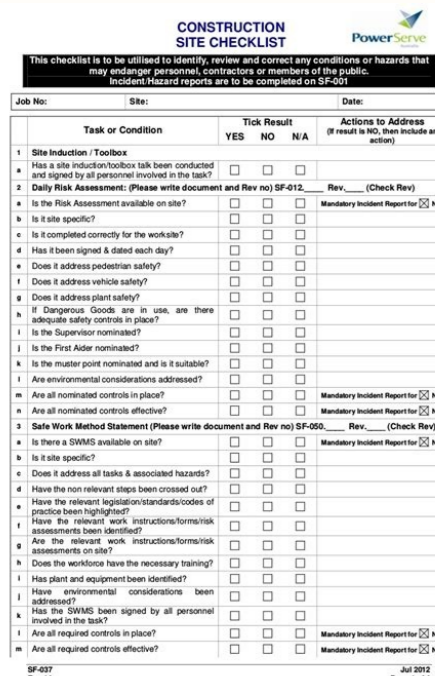 CONSTRUCTION
SITE CHECKLIST
PowerServe
This checklist is to be utilised to identify, review and correct any conditions or hazards that
may endanger personnel, contractors or members of the public.
Incident/Hazard reports are to be completed on SF-001
Job No: Site: Date:
Task or Condition Tick Result Actions to Address
YES NO N/A (If result is NO, then include an
action)
1 Site Induction / Toolbox
a Has a site induction/toolbox talk been conducted
and signed by all personnel involved in the task?
2 Daily Risk Assessment: (Please write document and Rev no) SF-012.____ Rev.____ (Check Rev)
a Is the Risk Assessment available on site? Mandatory Incident Report for ☒ N
b Is it site specific?
c Is it completed correctly for the worksite?
d Has it been signed & dated each day?
e Does it address pedestrian safety?
f Does it address vehicle safety?
g Does it address plant safety?
h If Dangerous Goods are in use, are there
adequate safety controls in place?
i Is the Supervisor nominated?
j Is the First Aider nominated?
k Is the muster point nominated and is it suitable?
l Are environmental considerations addressed?
m Are all nominated controls in place? Mandatory Incident Report for ☒ N
n Are all nominated controls effective? Mandatory Incident Report for ☒ N
3 Safe Work Method Statement (Please write document and Rev no) SF-050.____ Rev.____ (Check Rev)
a Is there a SWMS available on site? Mandatory Incident Report for ☒ N
b Is it site specific?
c Does it address all tasks & associated hazards?
d Have the non relevant steps been crossed out?
e Have the relevant legislation/standards/codes of
practice been highlighted?
f Have the relevant work instructions/forms/risk
assessments been identified?
g Are the relevant work instructions/forms/risk
assessments on site?
h Does the workforce have the necessary training?
i Has plant and equipment been identified?
j Have environmental considerations been
addressed?
k Has the SWMS been signed by all personnel
involved in the task?
l Are all required controls in place? Mandatory Incident Report for ☒ N
m Are all required controls effective? Mandatory Incident Report for ☒ N
SF-037 Jul 2012